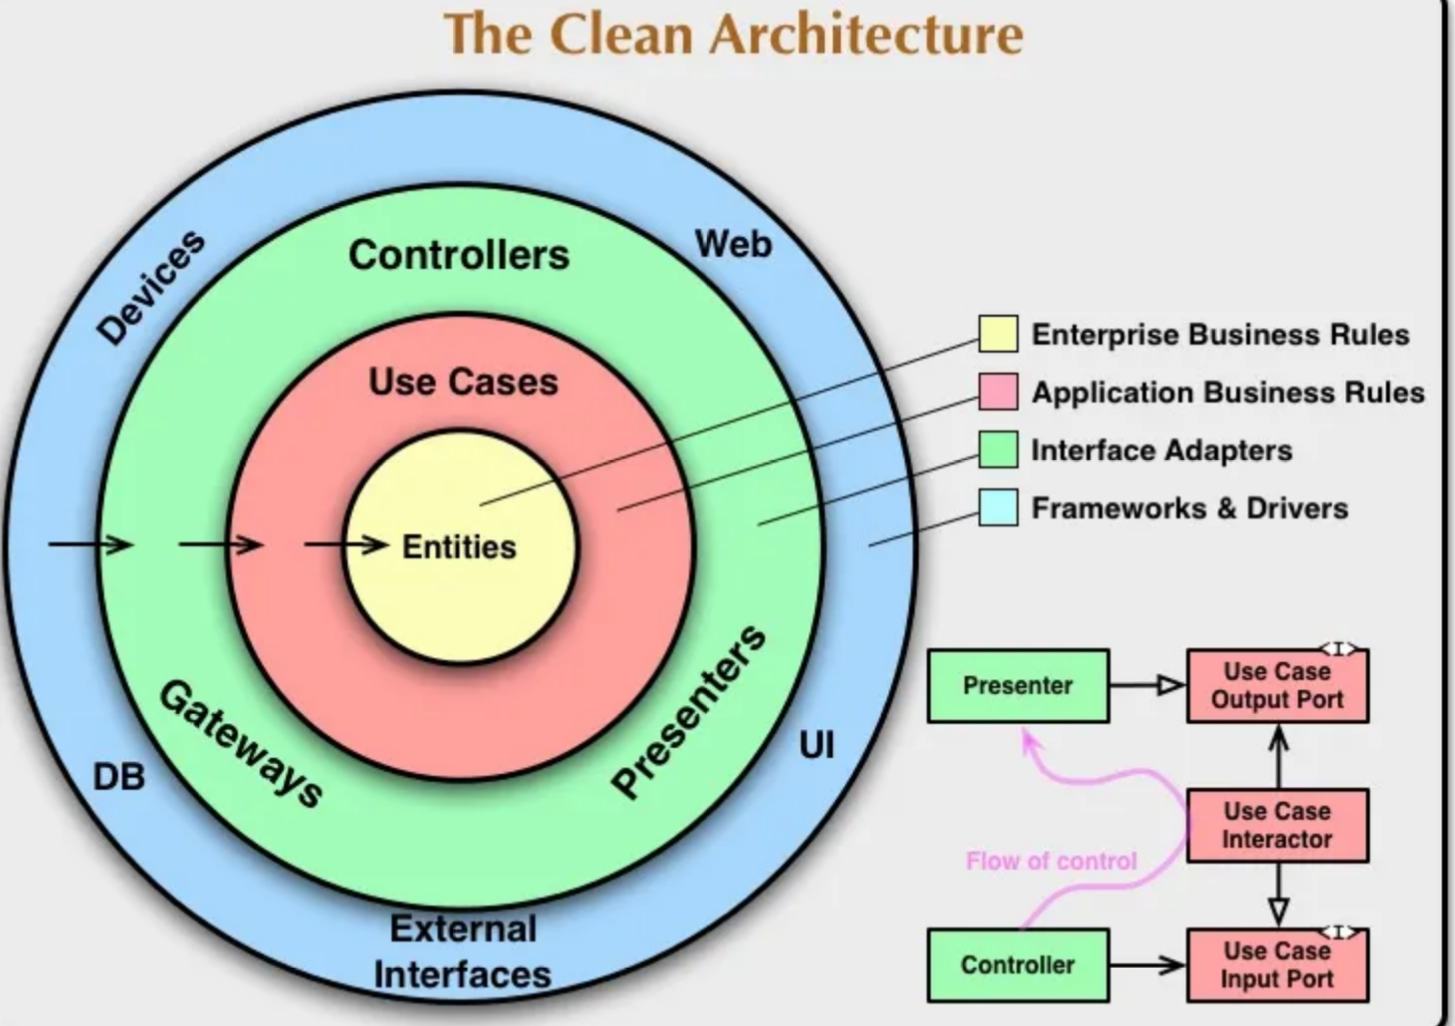 The Clean Architecture
Devices
Web
Controllers
Use Cases
Entities
Gateways
Presenters
DB
UI
External
Interfaces
Enterprise Business Rules
Application Business Rules
Interface Adapters
Frameworks & Drivers
Presenter
<I>
Use Case
Output Port
Use Case
Interactor
Flow of control
Controller
<I>
Use Case
Input Port